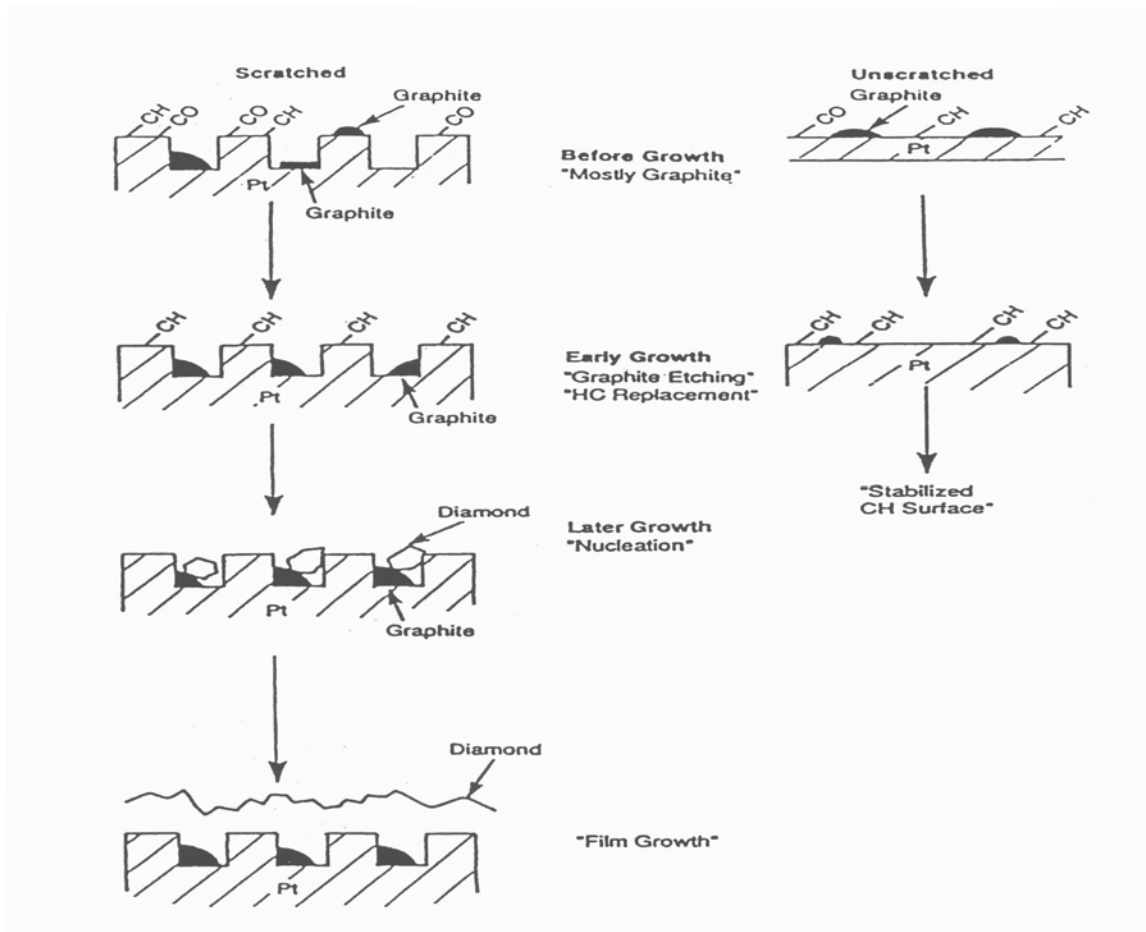 Scratched
Graphite
CH
CO
CO
CH
CO
Pt
Graphite
Before Growth
"Mostly Graphite"
Unscratched
Graphite
CO
CH
CH
Pt
CH
CH
CH
CH
Pt
Graphite
Early Growth
"Graphite Etching"
"HC Replacement"
CH
CH
CH
CH
Pt
"Stabilized
CH Surface"
Diamond
Later Growth
"Nucleation"
Pt
Graphite
Diamond
"Film Growth"
Pt